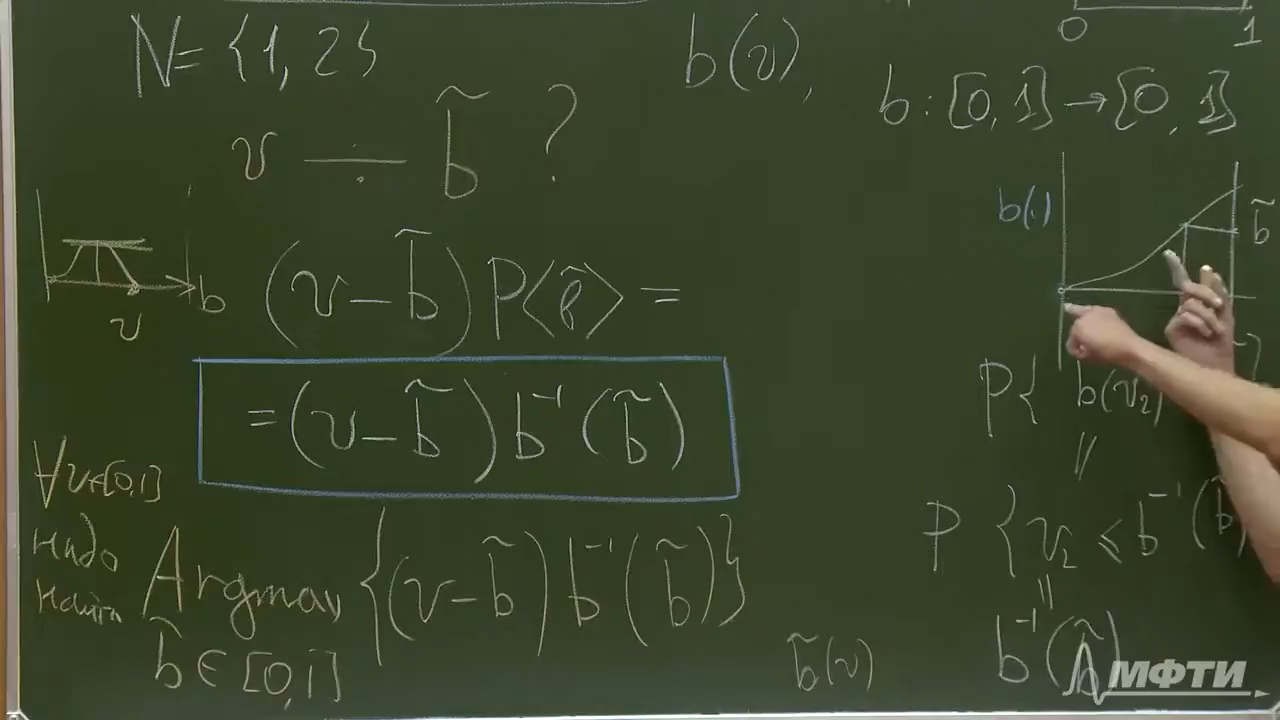 N = {1, 2}
v ÷ b̃ ?
b
v
(v − b̃) P⟨b̃⟩ =
= (v − b̃) b⁻¹(b̃)
∀v∈[0,1]
надо
найти
Argmax {(v − b̃) b⁻¹(b̃)}
b̃ ∈ [0,1]
b(v),
0 1
b : [0, 1] → [0, 1]
b(·)
b̃
P{ b(v₂)
||
P {v₂ ≤ b⁻¹(b̃)
||
b⁻¹(b̃)
b̃(v)
МФТИ